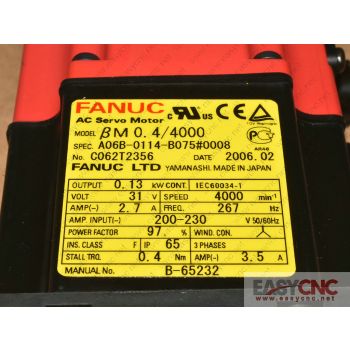 FANUC
AC Servo Motor
MODEL βM 0.4/4000
SPEC. A06B-0114-B075#0008
No. C062T2356 DATE 2006.02
FANUC LTD YAMANASHI. MADE IN JAPAN
OUTPUT 0.13 kW CONT. IEC60034-1
VOLT 31 V SPEED 4000 min⁻¹
AMP(~) 2.7 A FREQ. 267 Hz
AMP. INPUT(~) 200-230 V 50/60Hz
POWER FACTOR 97. % WIND. CON.
INS. CLASS F IP 65 3 PHASES
STALL TRQ. 0.4 Nm AMP(~) 3.5 A
MANUAL No. B-65232
EASYCNC